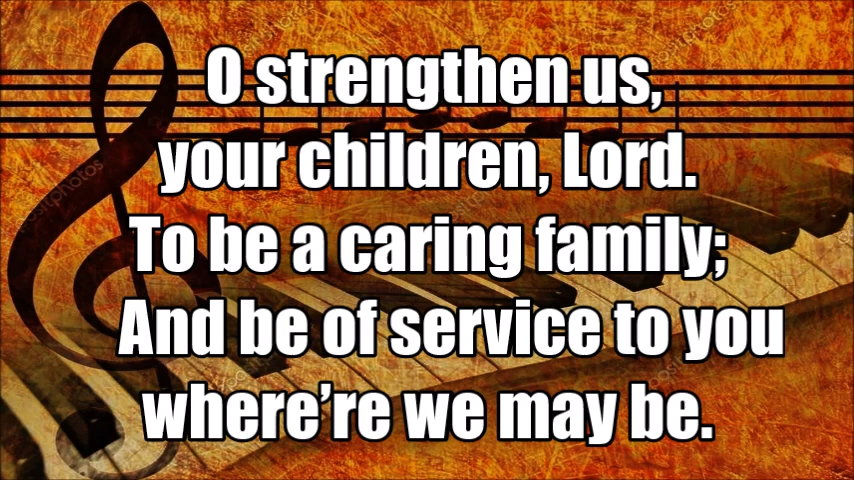 O strengthen us,
your children, Lord.
To be a caring family;
And be of service to you
where’re we may be.